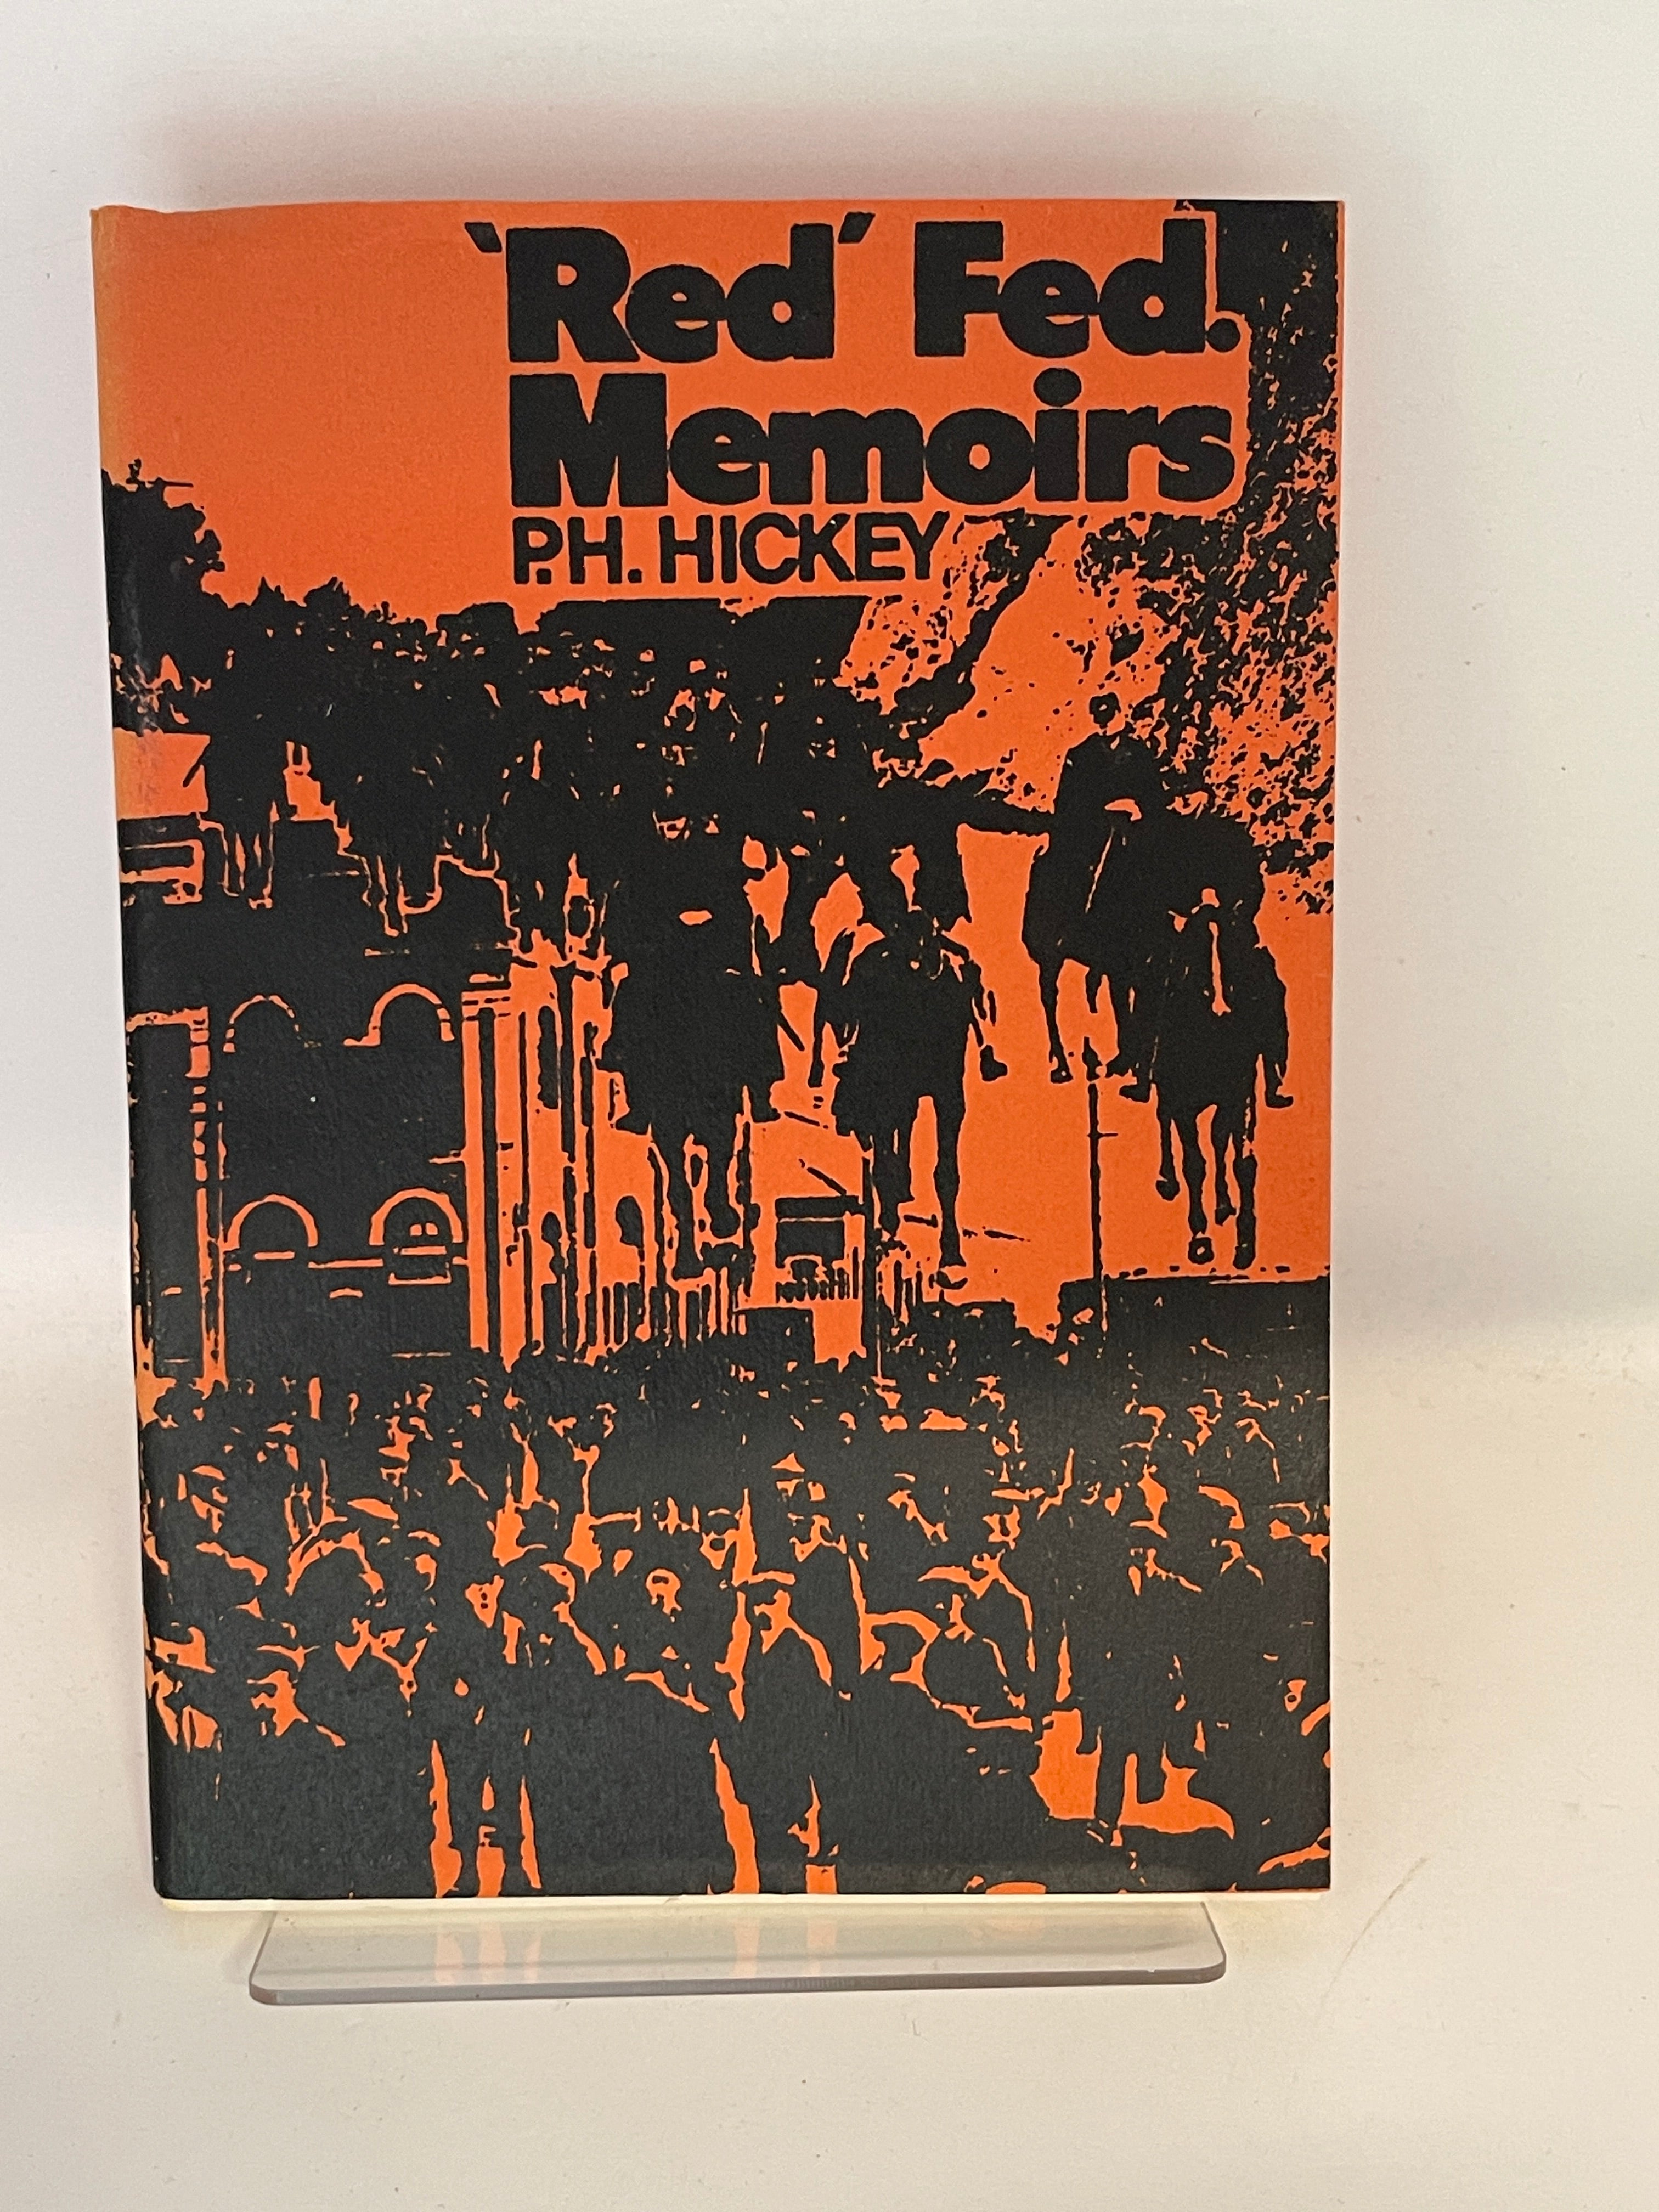 'Red' Fed.
Memoirs
P.H. HICKEY